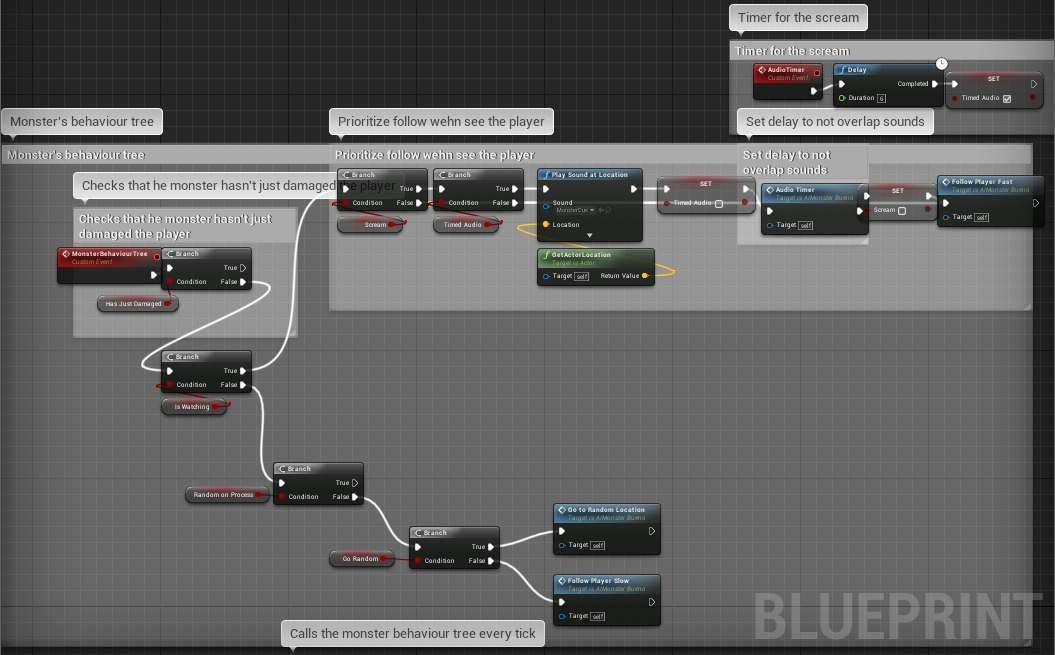 Timer for the scream
Timer for the scream
AudioTimer
Custom Event
Delay
Completed
Duration 6
SET
Timed Audio
Monster's behaviour tree
Prioritize follow wehn see the player
Set delay to not overlap sounds
Monster's behaviour tree
Prioritize follow wehn see the player
Set delay to not
overlap sounds
Checks that he monster hasn't just damaged the player
Checks that he monster hasn't just
damaged the player
Branch
True
Condition False
Scream
Branch
True
Condition False
Timed Audio
Play Sound at Location
Sound
MonsterCue
Location
GetActorLocation
Target is Actor
Target self Return Value
SET
Timed Audio
Audio Timer
Target is AIMonster Bueno
Target self
SET
Scream
Follow Player Fast
Target is AIMonster Bueno
Target self
MonsterBehaviourTree
Custom Event
Branch
True
Condition False
Has Just Damaged
Branch
True
Condition False
Is Watching
Branch
True
Condition False
Random on Process
Branch
True
Condition False
Go Random
Go to Random Location
Target is AIMonster Bueno
Target self
Follow Player Slow
Target is AIMonster Bueno
Target self
BLUEPRINT
Calls the monster behaviour tree every tick